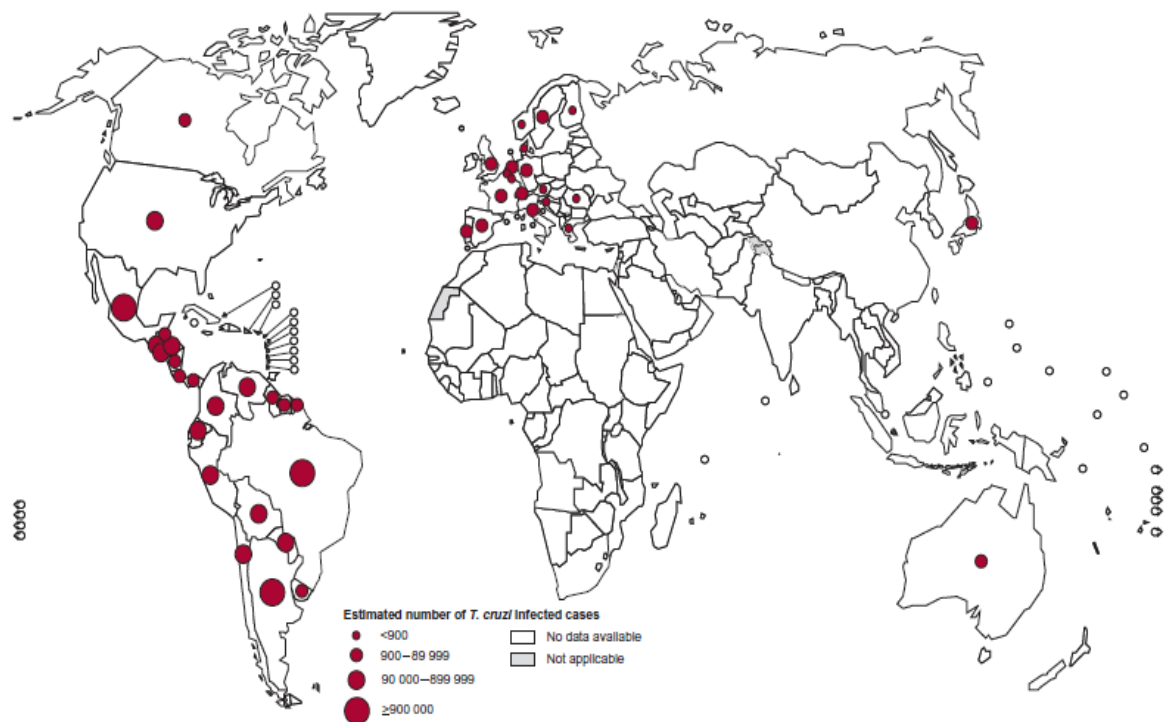 Estimated number of T. cruzi infected cases
<900
900–89 999
90 000–899 999
≥900 000
No data available
Not applicable